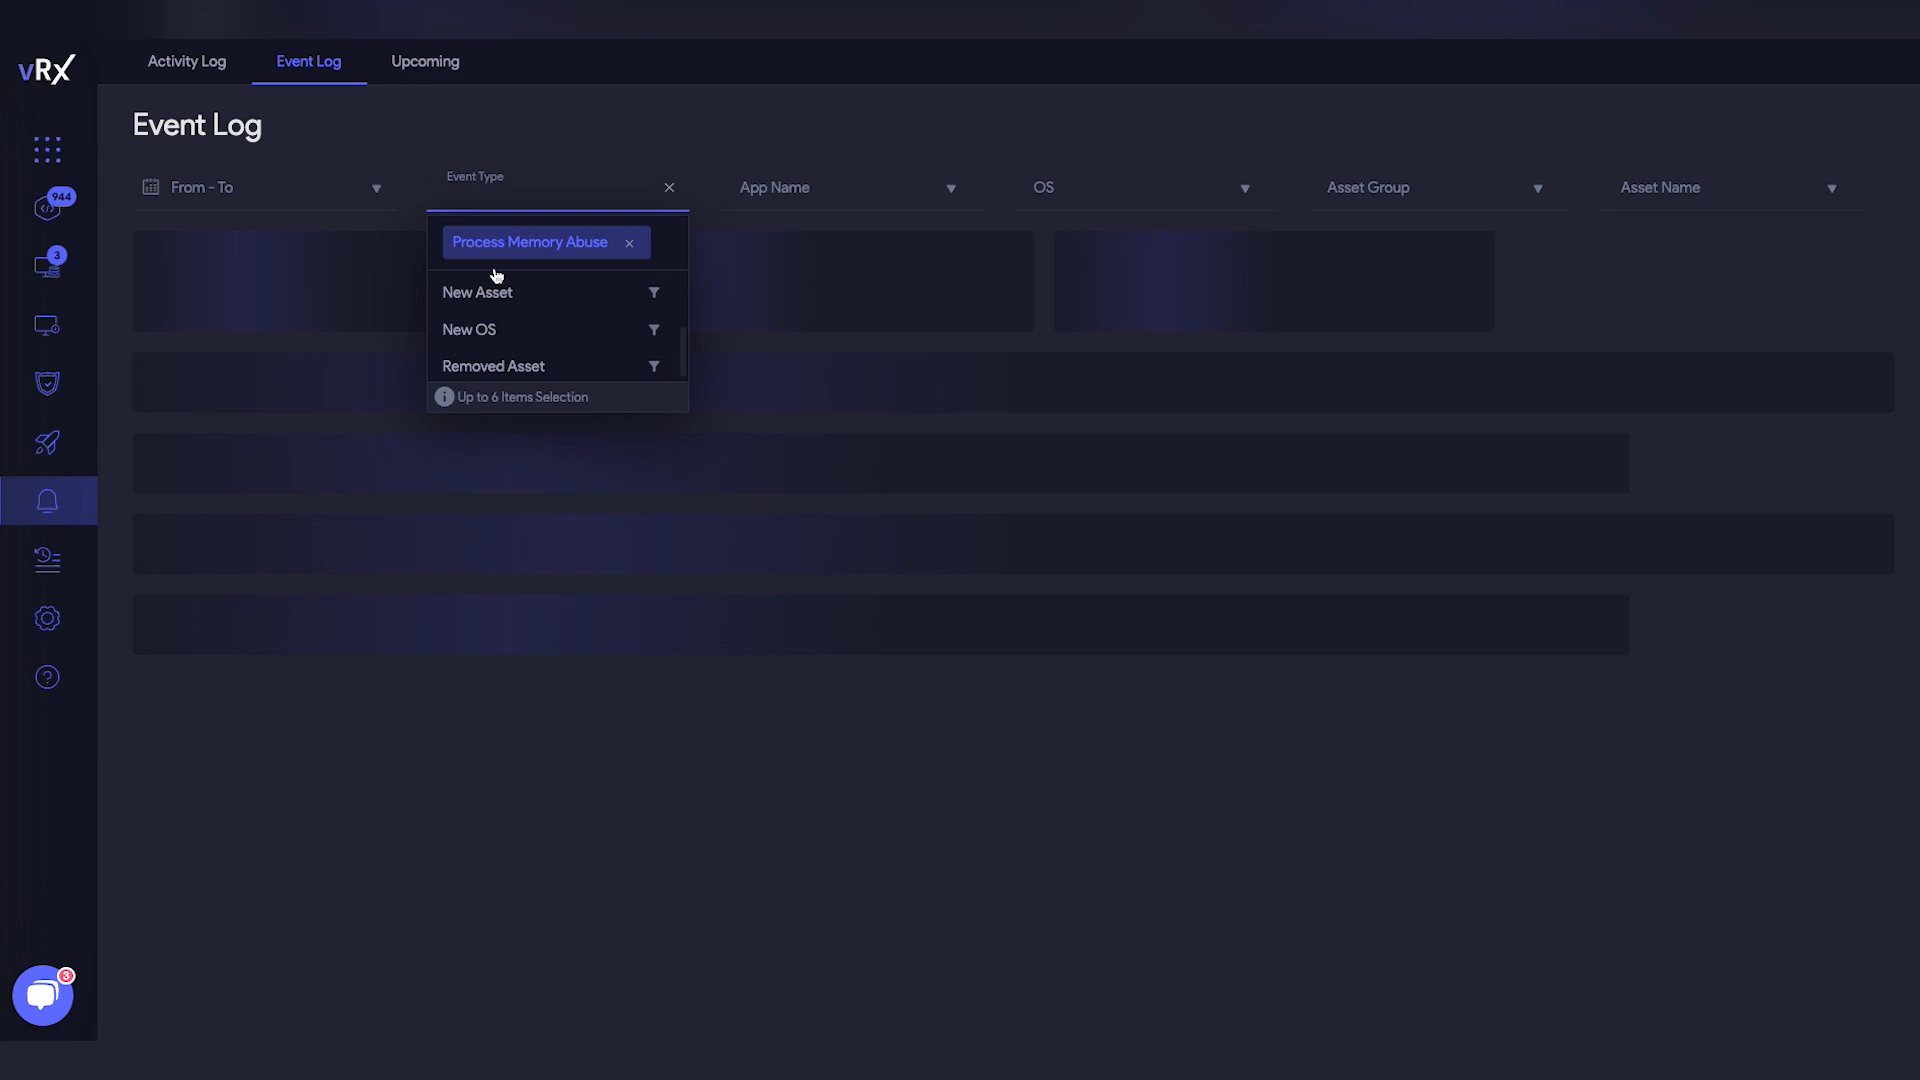 vRX
Activity Log
Event Log
Upcoming
Event Log
From - To
Event Type
App Name
OS
Asset Group
Asset Name
944
3
Process Memory Abuse
New Asset
New OS
Removed Asset
Up to 6 Items Selection
3